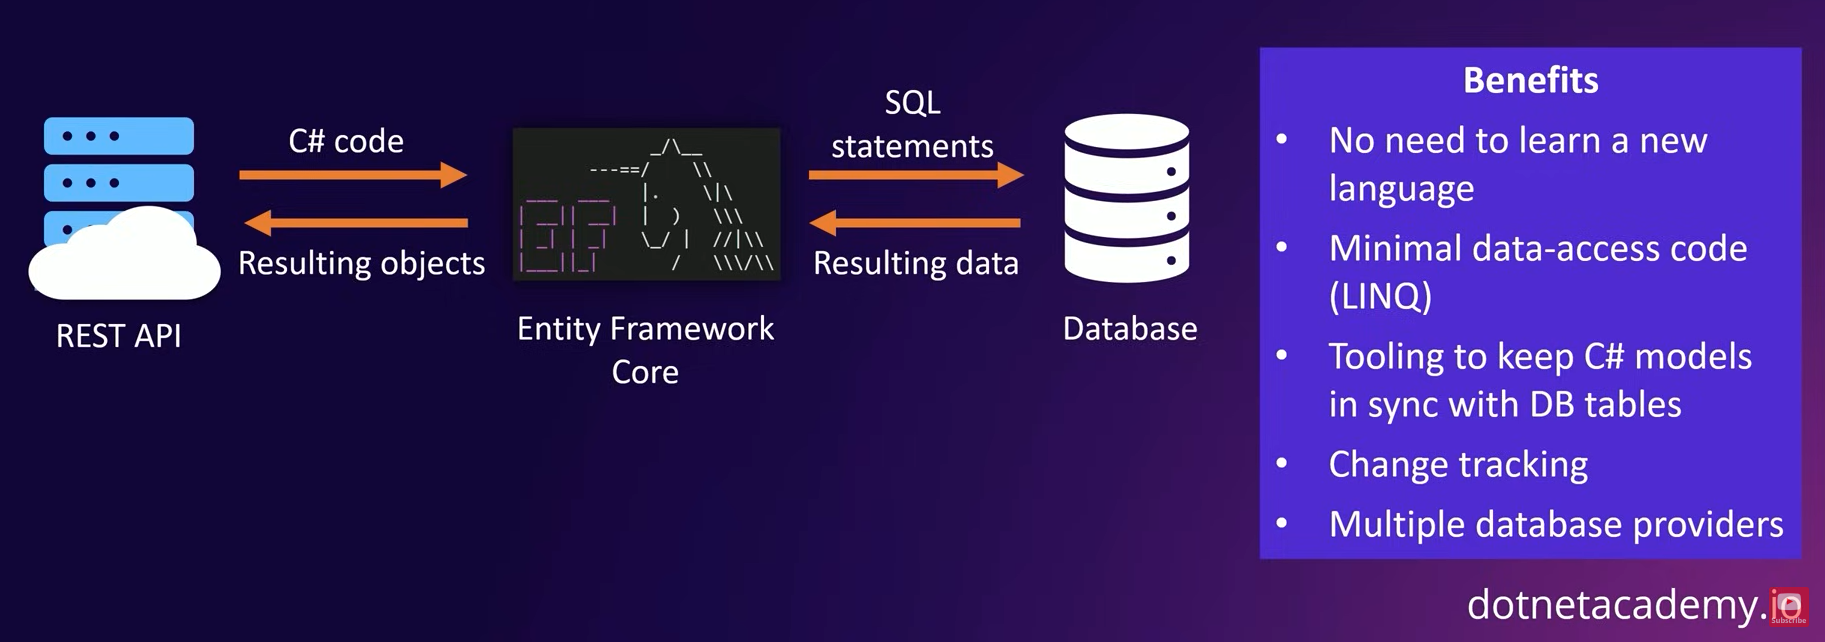 C# code
Resulting objects
REST API
Entity Framework
Core
SQL
statements
Resulting data
Database
Benefits
• No need to learn a new
language
• Minimal data-access code
(LINQ)
• Tooling to keep C# models
in sync with DB tables
• Change tracking
• Multiple database providers
dotnetacademy.io
Subscribe